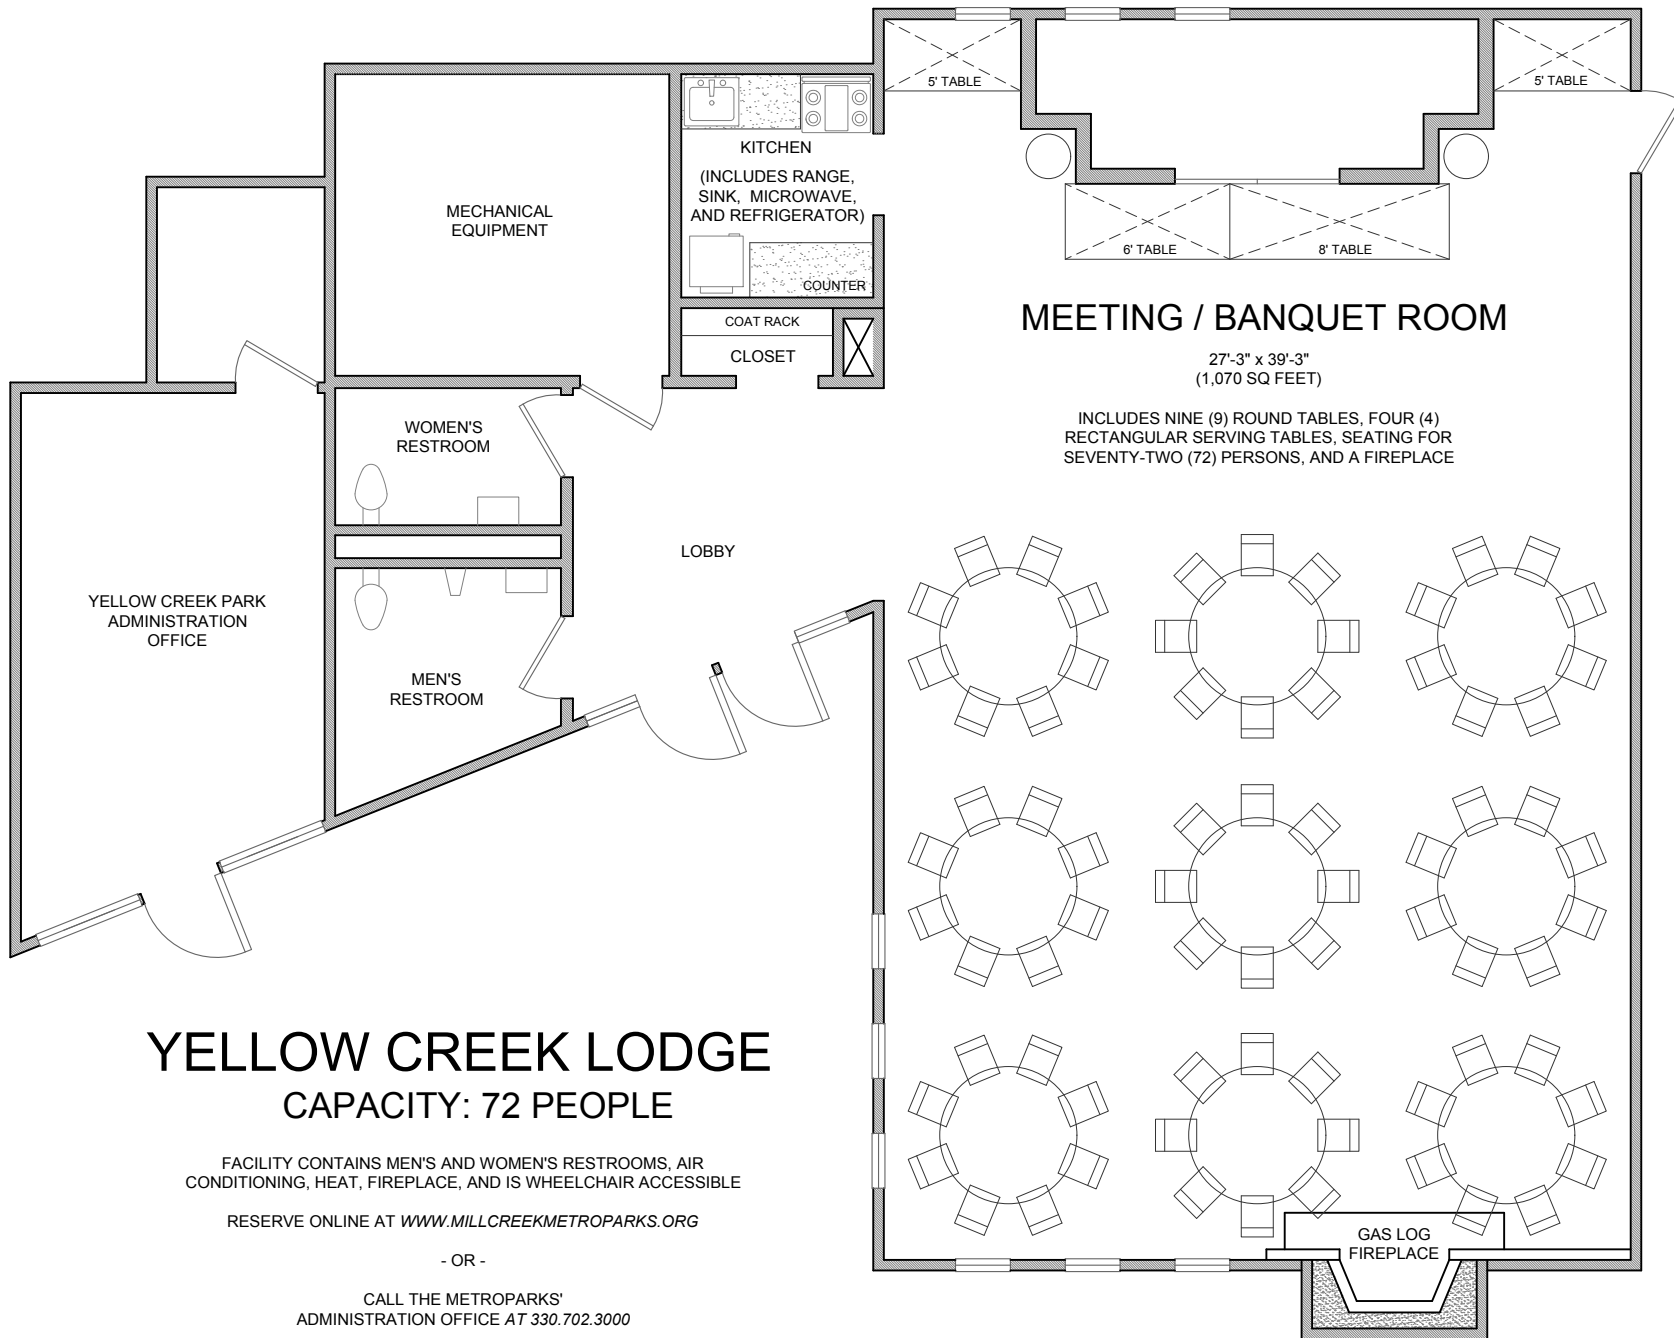 5' TABLE
5' TABLE
KITCHEN
(INCLUDES RANGE,
SINK, MICROWAVE,
AND REFRIGERATOR)
MECHANICAL
EQUIPMENT
6' TABLE
8' TABLE
COUNTER
COAT RACK
CLOSET
MEETING / BANQUET ROOM
27'-3" x 39'-3"
(1,070 SQ FEET)
INCLUDES NINE (9) ROUND TABLES, FOUR (4)
RECTANGULAR SERVING TABLES, SEATING FOR
SEVENTY-TWO (72) PERSONS, AND A FIREPLACE
WOMEN'S
RESTROOM
LOBBY
YELLOW CREEK PARK
ADMINISTRATION
OFFICE
MEN'S
RESTROOM
YELLOW CREEK LODGE
CAPACITY: 72 PEOPLE
FACILITY CONTAINS MEN'S AND WOMEN'S RESTROOMS, AIR
CONDITIONING, HEAT, FIREPLACE, AND IS WHEELCHAIR ACCESSIBLE
RESERVE ONLINE AT WWW.MILLCREEKMETROPARKS.ORG
- OR -
CALL THE METROPARKS'
ADMINISTRATION OFFICE AT 330.702.3000
GAS LOG
FIREPLACE